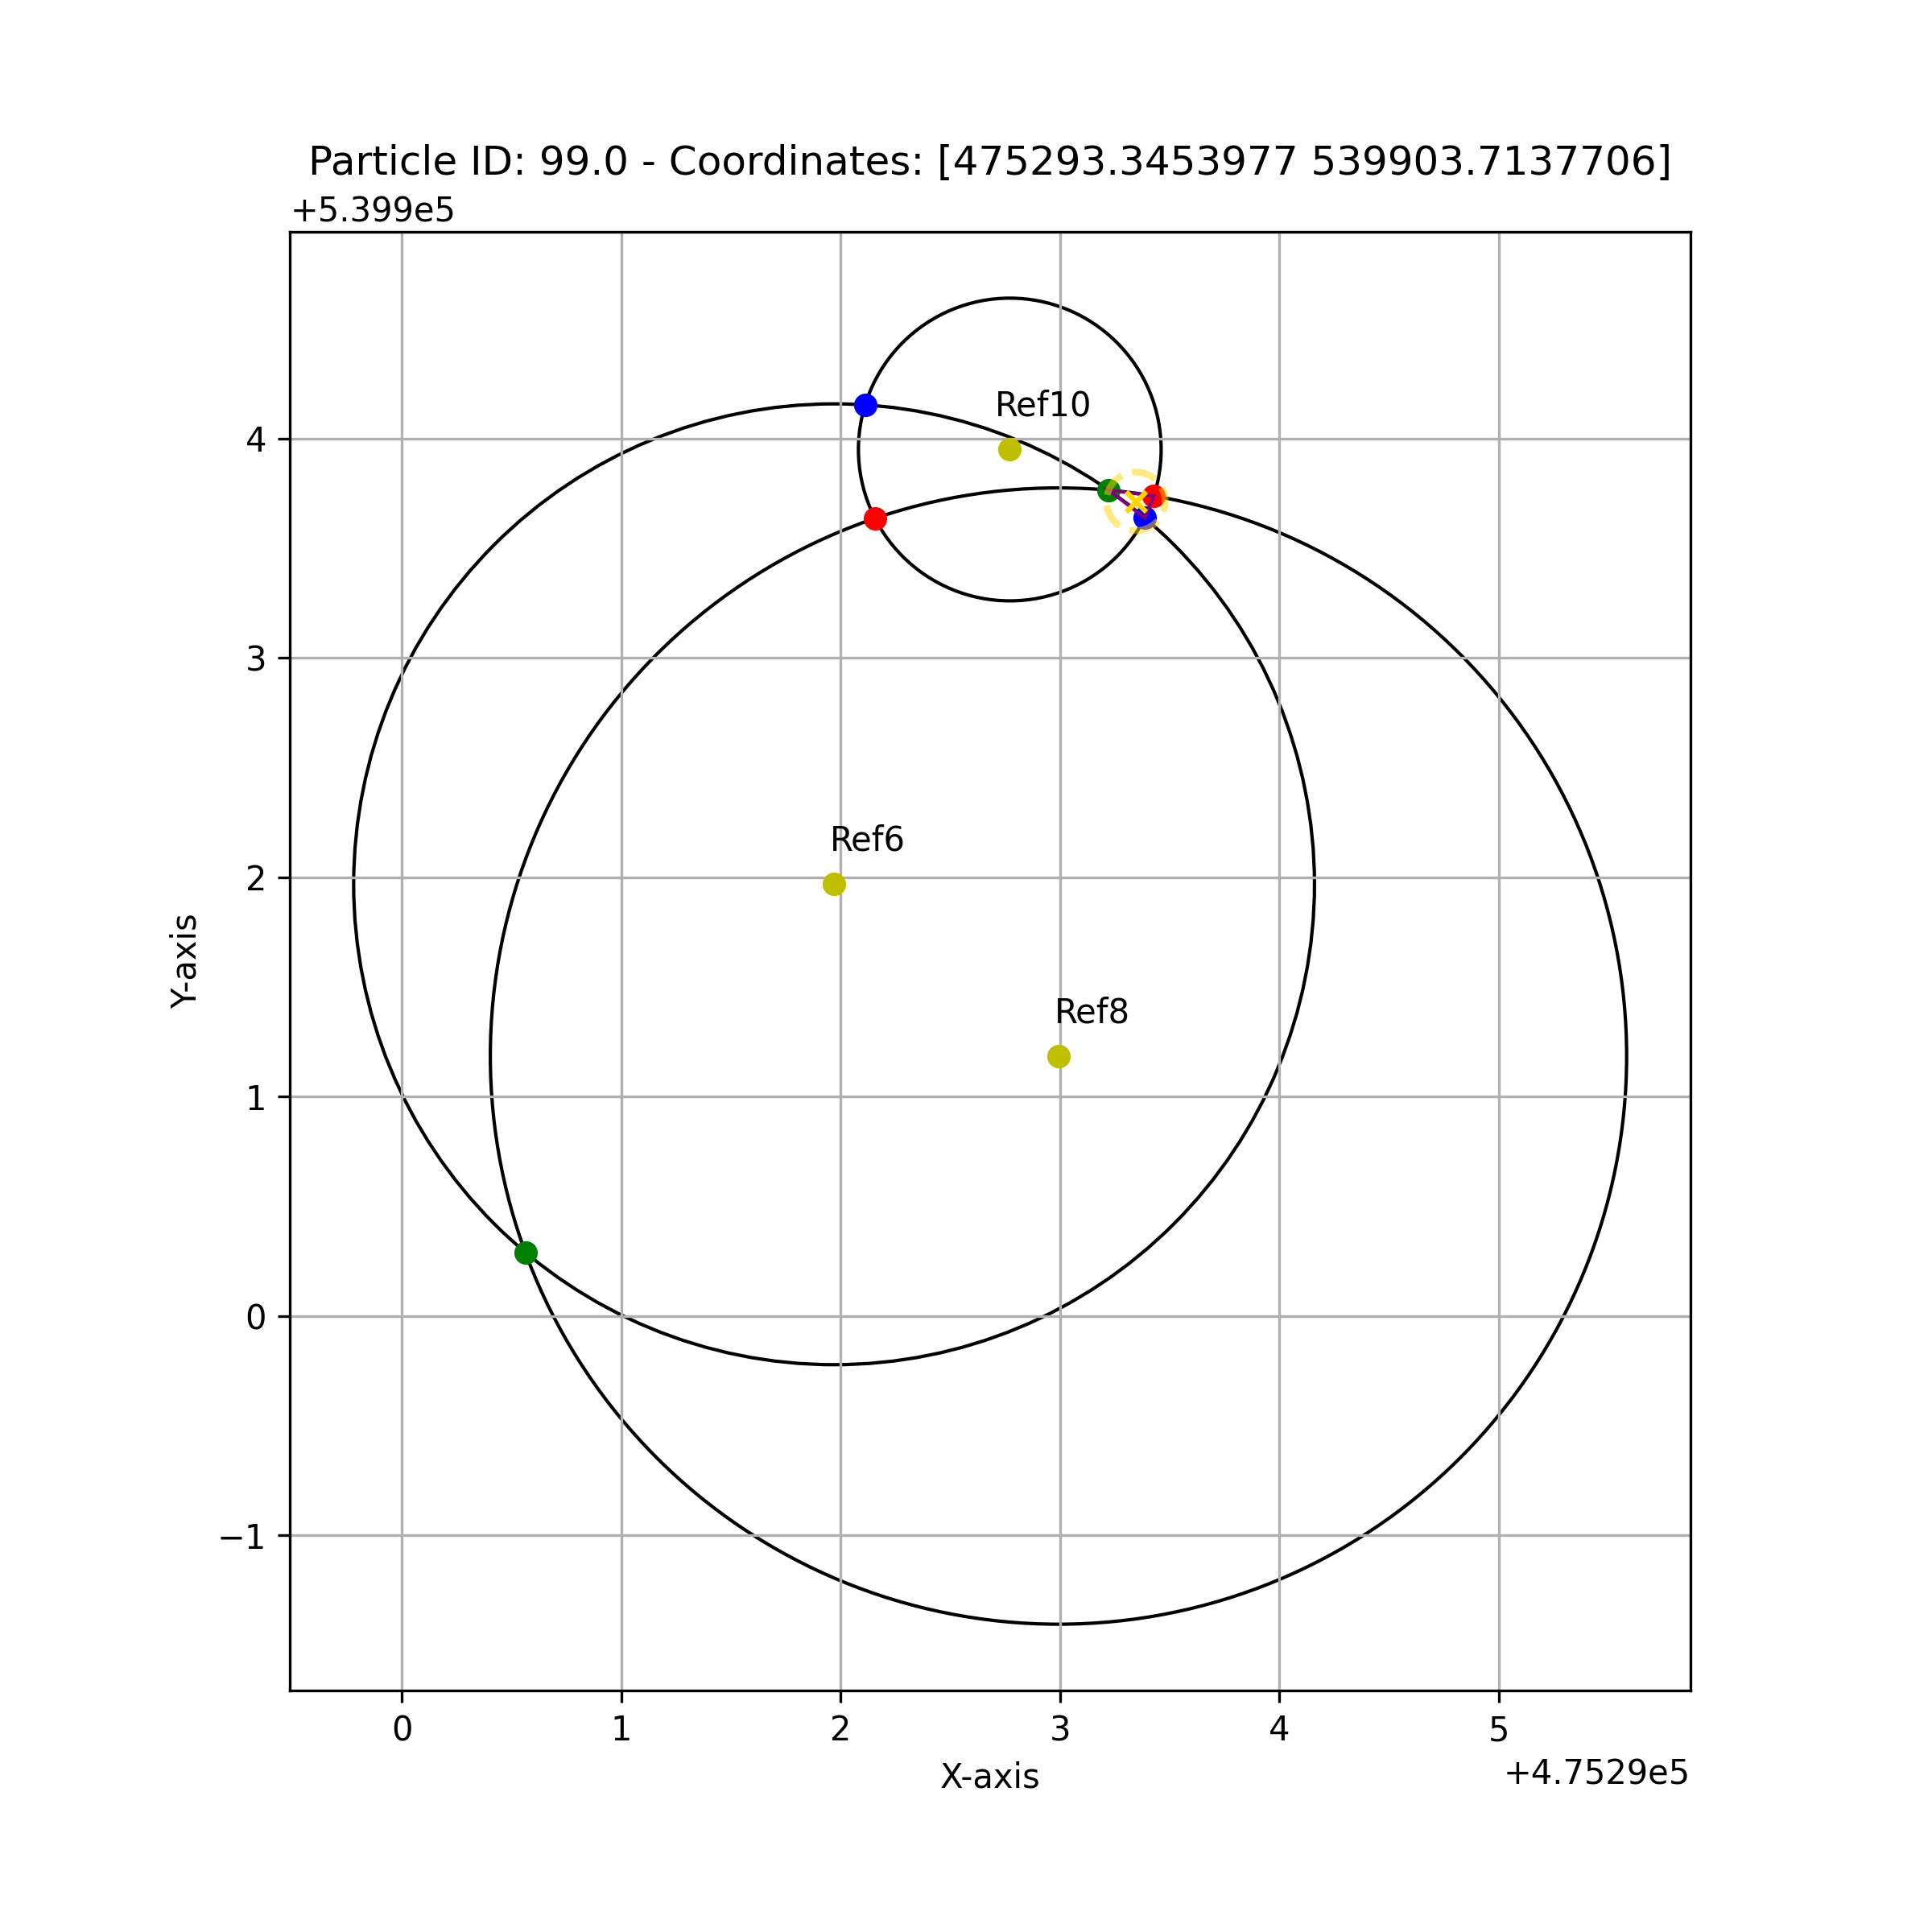 Particle ID: 99.0 - Coordinates: [475293.3453977 539903.7137706]
+5.399e5
Ref10
4
3
Ref6
2
Y-axis
Ref8
1
0
−1
0 1 2 3 4 5
X-axis
+4.7529e5